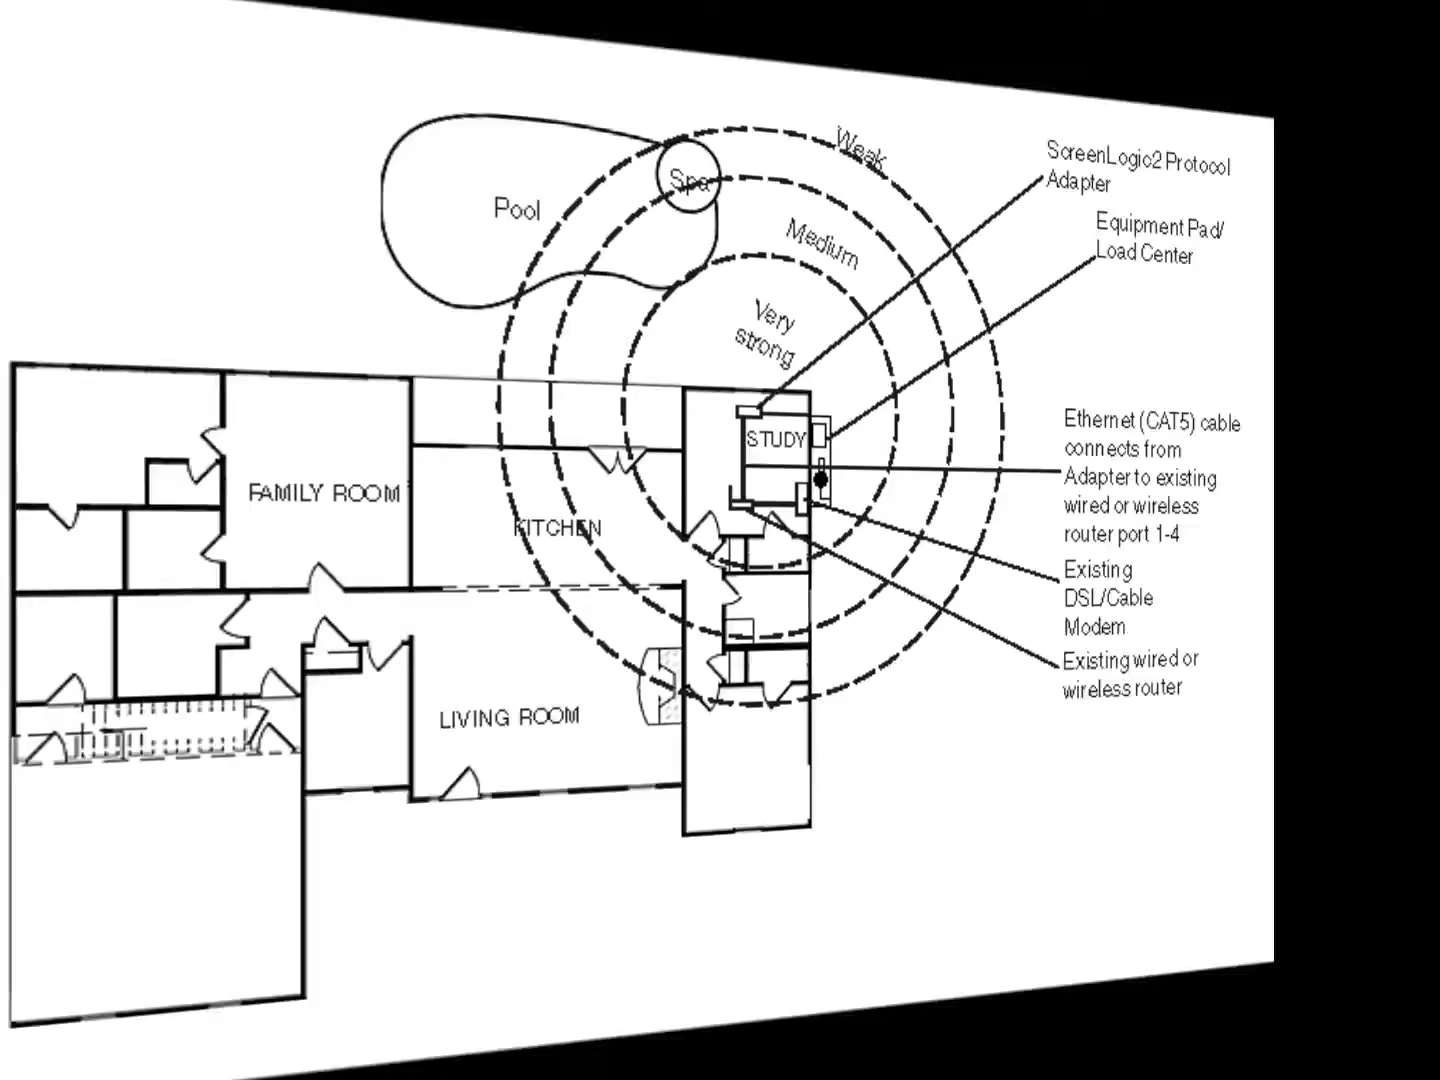 Weak
ScreenLogic2 Protocol
Adapter
Spa
Pool
Equipment Pad/
Load Center
Medium
Very
strong
Ethernet (CAT5) cable
connects from
Adapter to existing
wired or wireless
router port 1-4
STUDY
FAMILY ROOM
KITCHEN
Existing
DSL/Cable
Modem
Existing wired or
wireless router
LIVING ROOM